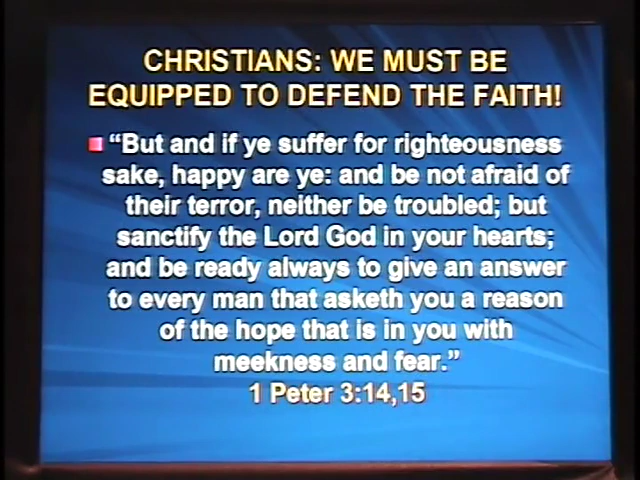 CHRISTIANS: WE MUST BE
EQUIPPED TO DEFEND THE FAITH!
“But and if ye suffer for righteousness
sake, happy are ye: and be not afraid of
their terror, neither be troubled; but
sanctify the Lord God in your hearts;
and be ready always to give an answer
to every man that asketh you a reason
of the hope that is in you with
meekness and fear.”
1 Peter 3:14,15